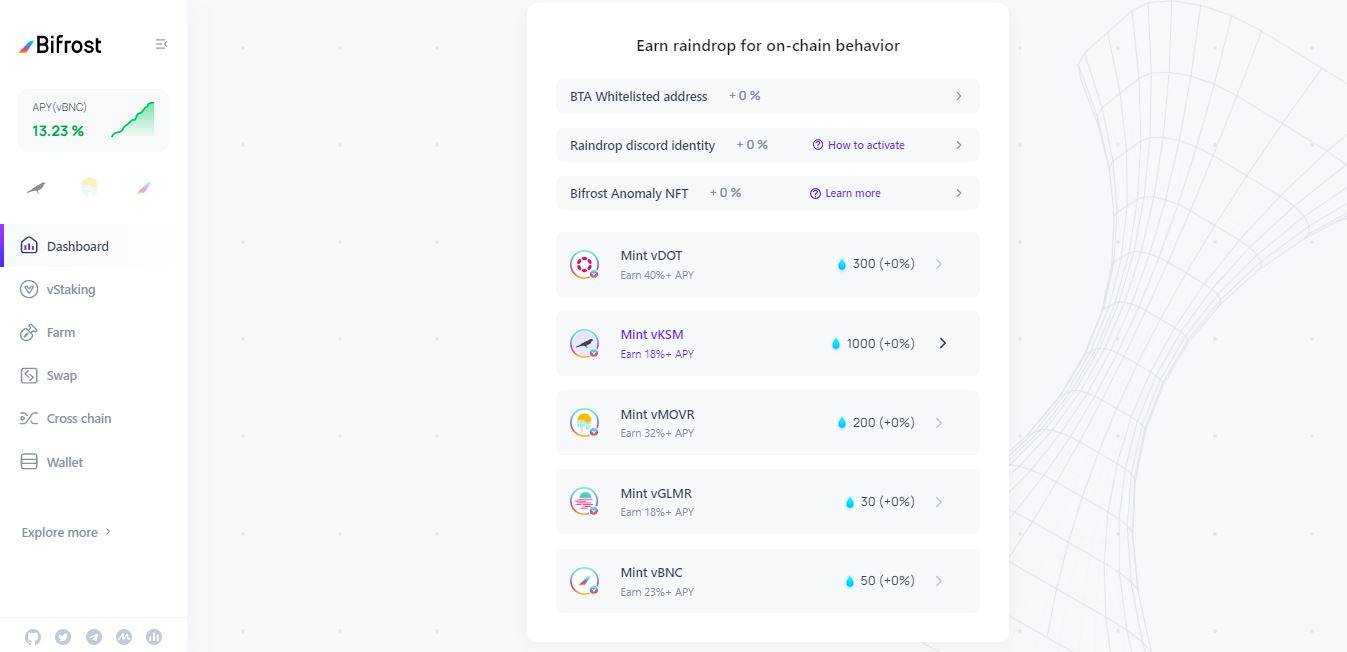 Bifrost
APY(vBNC)
13.23 %
Dashboard
vStaking
Farm
Swap
Cross chain
Wallet
Explore more
Earn raindrop for on-chain behavior
BTA Whitelisted address + 0 %
Raindrop discord identity + 0 % How to activate
Bifrost Anomaly NFT + 0 % Learn more
Mint vDOT
Earn 40%+ APY
300 (+0%)
Mint vKSM
Earn 18%+ APY
1000 (+0%)
Mint vMOVR
Earn 32%+ APY
200 (+0%)
Mint vGLMR
Earn 18%+ APY
30 (+0%)
Mint vBNC
Earn 23%+ APY
50 (+0%)